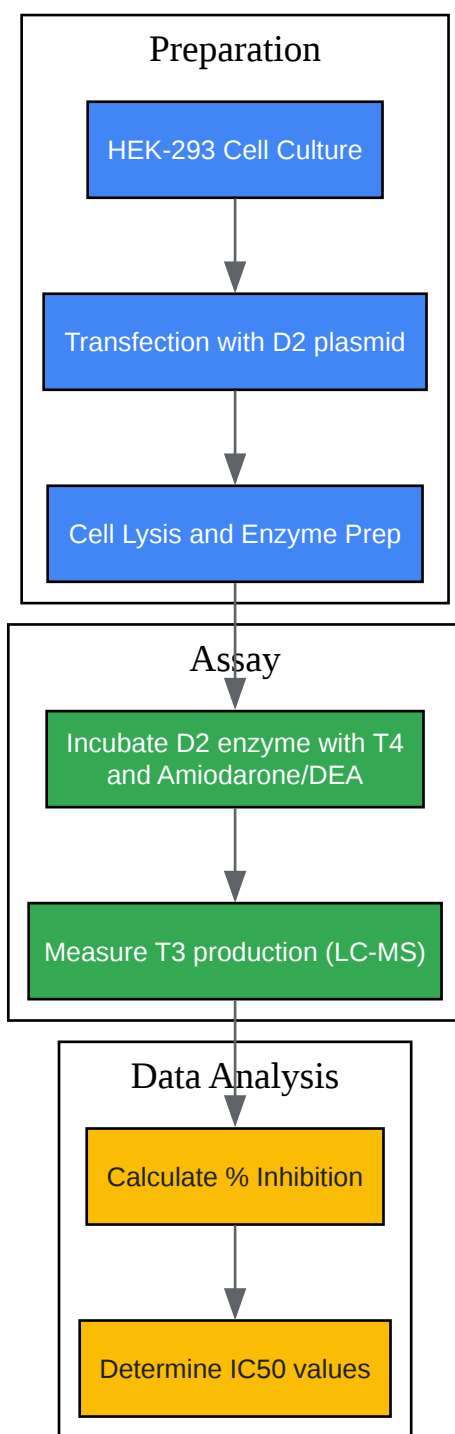 Preparation
HEK-293 Cell Culture
Transfection with D2 plasmid
Cell Lysis and Enzyme Prep
Assay
Incubate D2 enzyme with T4
and Amiodarone/DEA
Measure T3 production (LC-MS)
Data Analysis
Calculate % Inhibition
Determine IC50 values